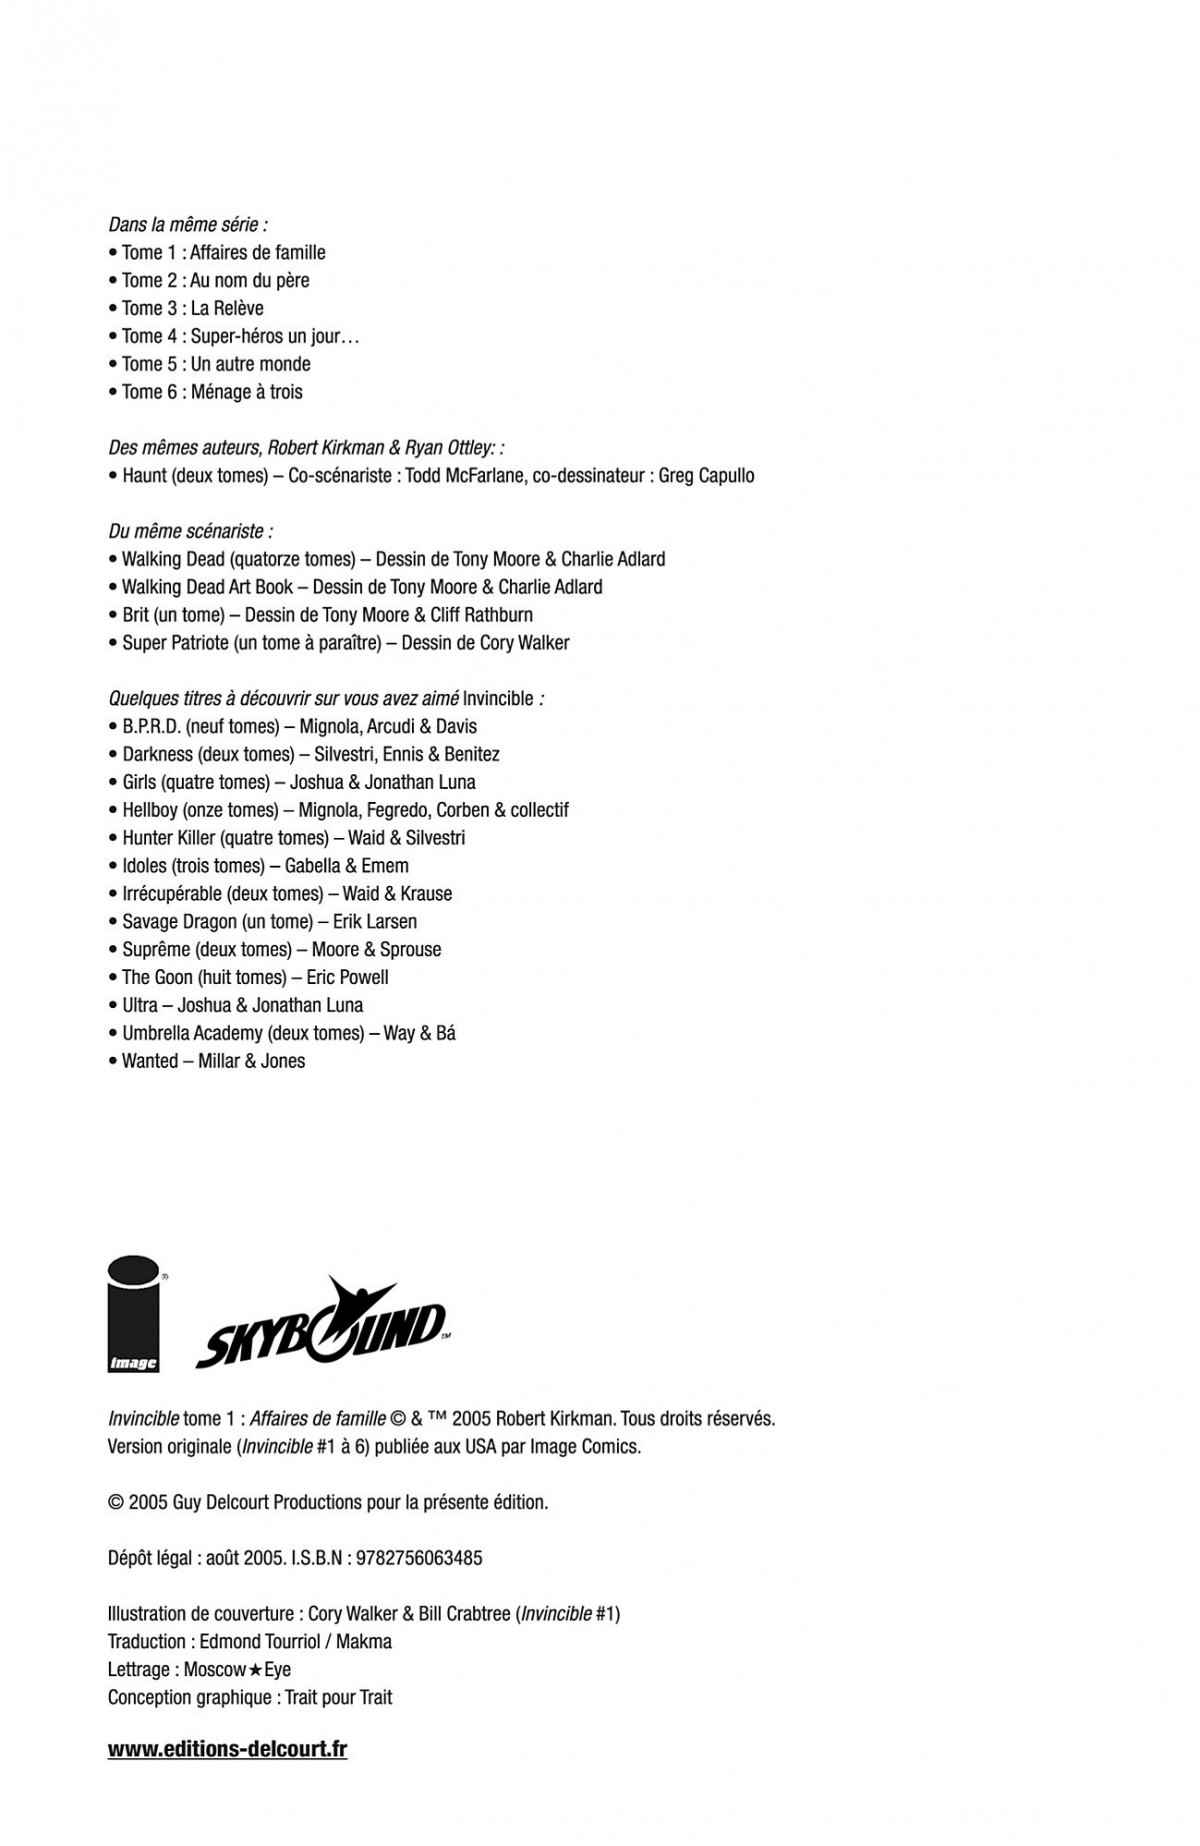 Dans la même série :
• Tome 1 : Affaires de famille
• Tome 2 : Au nom du père
• Tome 3 : La Relève
• Tome 4 : Super-héros un jour…
• Tome 5 : Un autre monde
• Tome 6 : Ménage à trois
Des mêmes auteurs, Robert Kirkman & Ryan Ottley: :
• Haunt (deux tomes) – Co-scénariste : Todd McFarlane, co-dessinateur : Greg Capullo
Du même scénariste :
• Walking Dead (quatorze tomes) – Dessin de Tony Moore & Charlie Adlard
• Walking Dead Art Book – Dessin de Tony Moore & Charlie Adlard
• Brit (un tome) – Dessin de Tony Moore & Cliff Rathburn
• Super Patriote (un tome à paraître) – Dessin de Cory Walker
Quelques titres à découvrir sur vous avez aimé Invincible :
• B.P.R.D. (neuf tomes) – Mignola, Arcudi & Davis
• Darkness (deux tomes) – Silvestri, Ennis & Benitez
• Girls (quatre tomes) – Joshua & Jonathan Luna
• Hellboy (onze tomes) – Mignola, Fegredo, Corben & collectif
• Hunter Killer (quatre tomes) – Waid & Silvestri
• Idoles (trois tomes) – Gabella & Emem
• Irrécupérable (deux tomes) – Waid & Krause
• Savage Dragon (un tome) – Erik Larsen
• Suprême (deux tomes) – Moore & Sprouse
• The Goon (huit tomes) – Eric Powell
• Ultra – Joshua & Jonathan Luna
• Umbrella Academy (deux tomes) – Way & Bá
• Wanted – Millar & Jones
image ®
SKYBOUND ™
Invincible tome 1 : Affaires de famille © & ™ 2005 Robert Kirkman. Tous droits réservés.
Version originale (Invincible #1 à 6) publiée aux USA par Image Comics.
© 2005 Guy Delcourt Productions pour la présente édition.
Dépôt légal : août 2005. I.S.B.N : 9782756063485
Illustration de couverture : Cory Walker & Bill Crabtree (Invincible #1)
Traduction : Edmond Tourriol / Makma
Lettrage : Moscow★Eye
Conception graphique : Trait pour Trait
www.editions-delcourt.fr